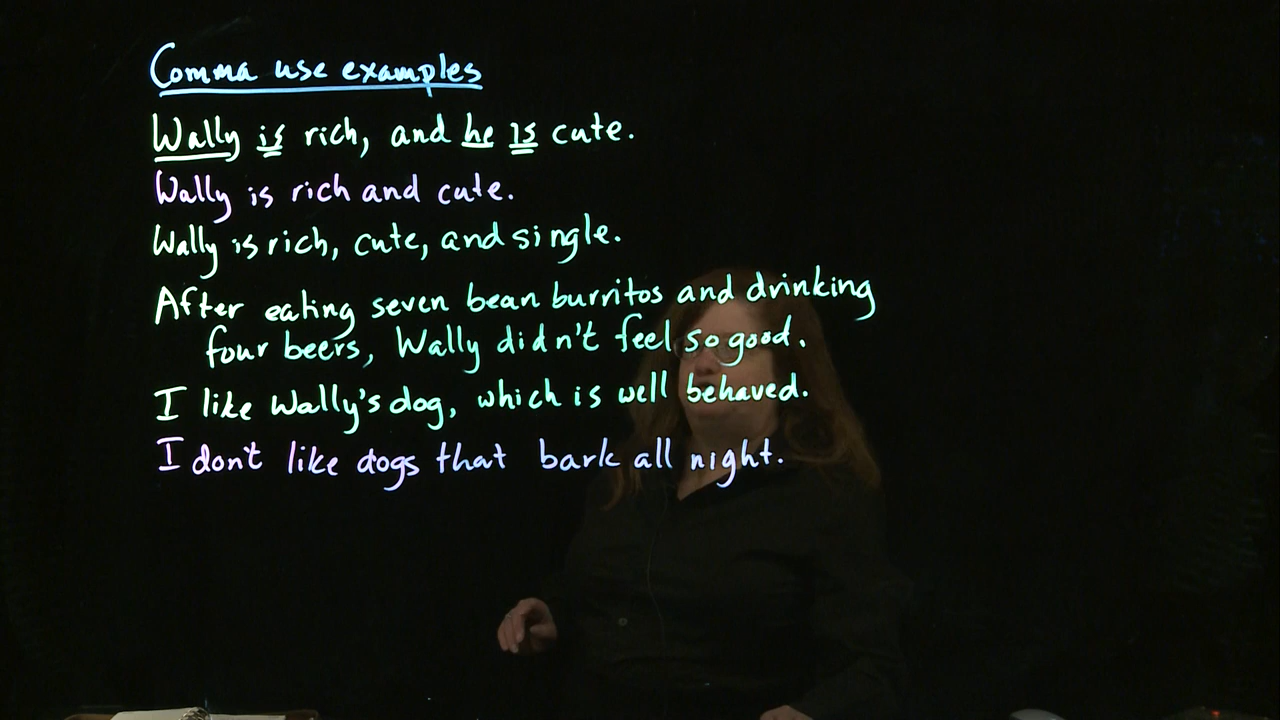 Comma use examples
Wally is rich, and he is cute.
Wally is rich and cute.
Wally is rich, cute, and single.
After eating seven bean burritos and drinking
four beers, Wally didn't feel so good.
I like Wally's dog, which is well behaved.
I don't like dogs that bark all night.